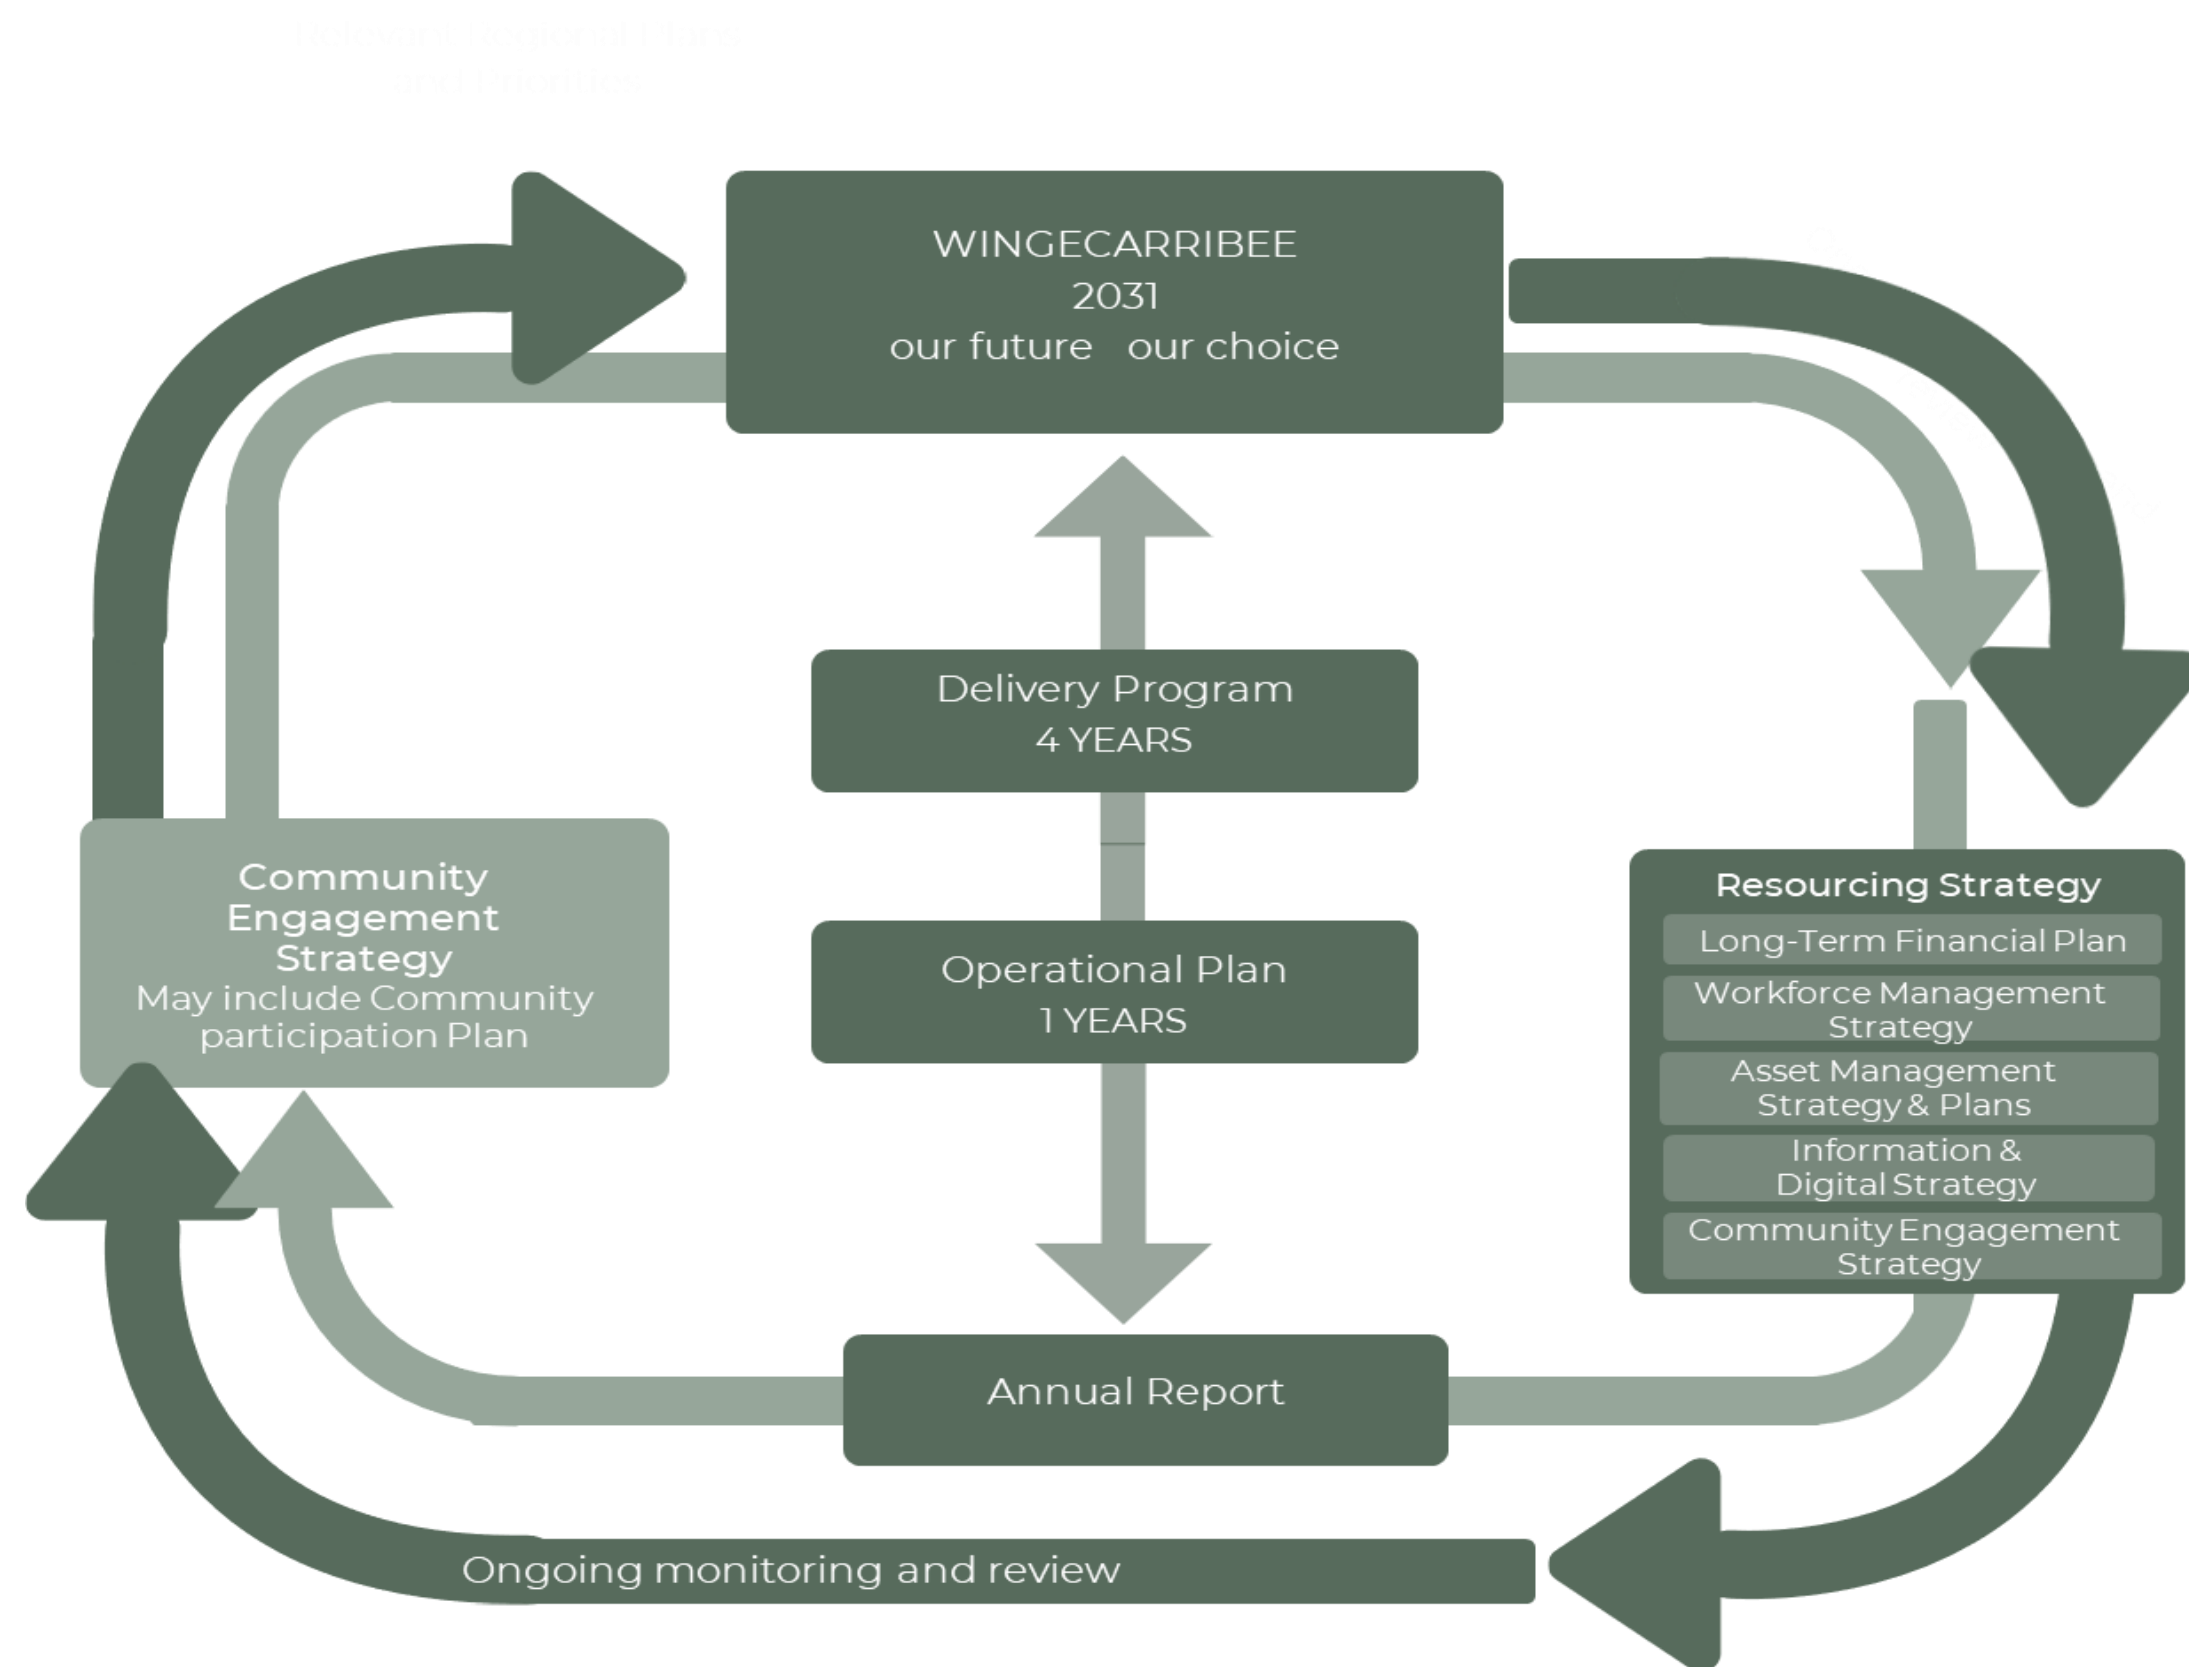 WINGECARRIBEE
2031
our future our choice
Delivery Program
4 YEARS
Community
Engagement
Strategy
May include Community
participation Plan
Operational Plan
1 YEARS
Resourcing Strategy
Long-Term Financial Plan
Workforce Management
Strategy
Asset Management
Strategy & Plans
Information &
Digital Strategy
Community Engagement
Strategy
Annual Report
Ongoing monitoring and review